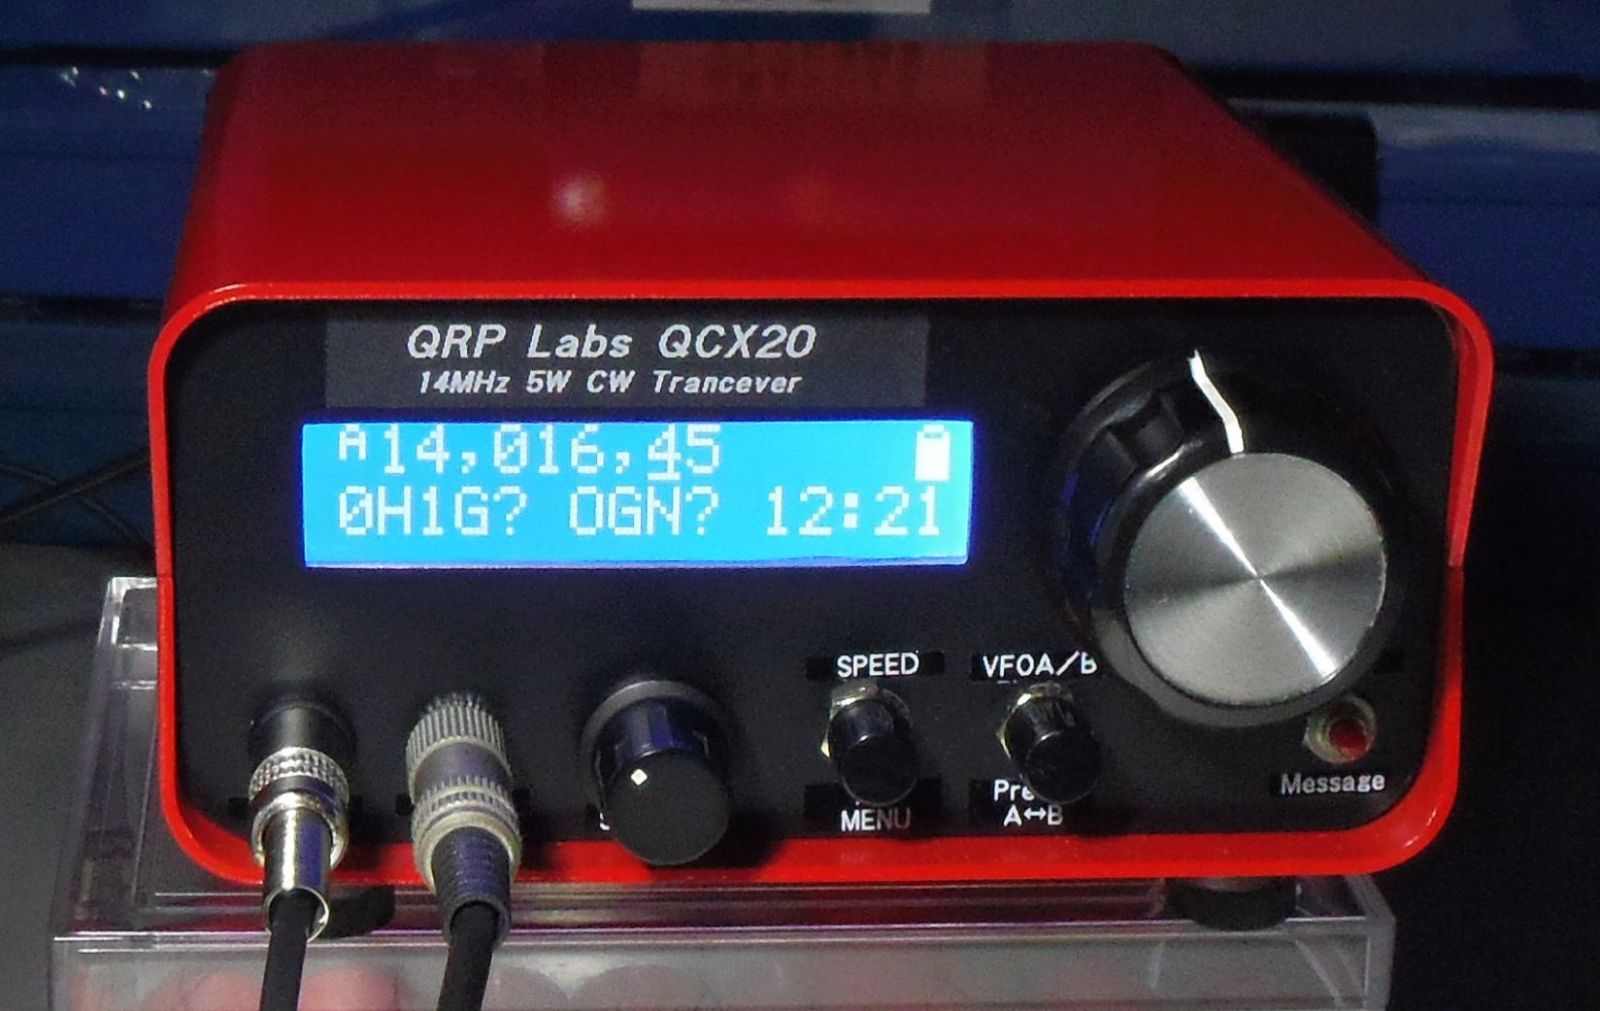 QRP Labs QCX20
14MHz 5W CW Trancever
A14,016,45
0H1G? OGN? 12:21
SPEED
VFOA/B
MENU
A↔B
Message